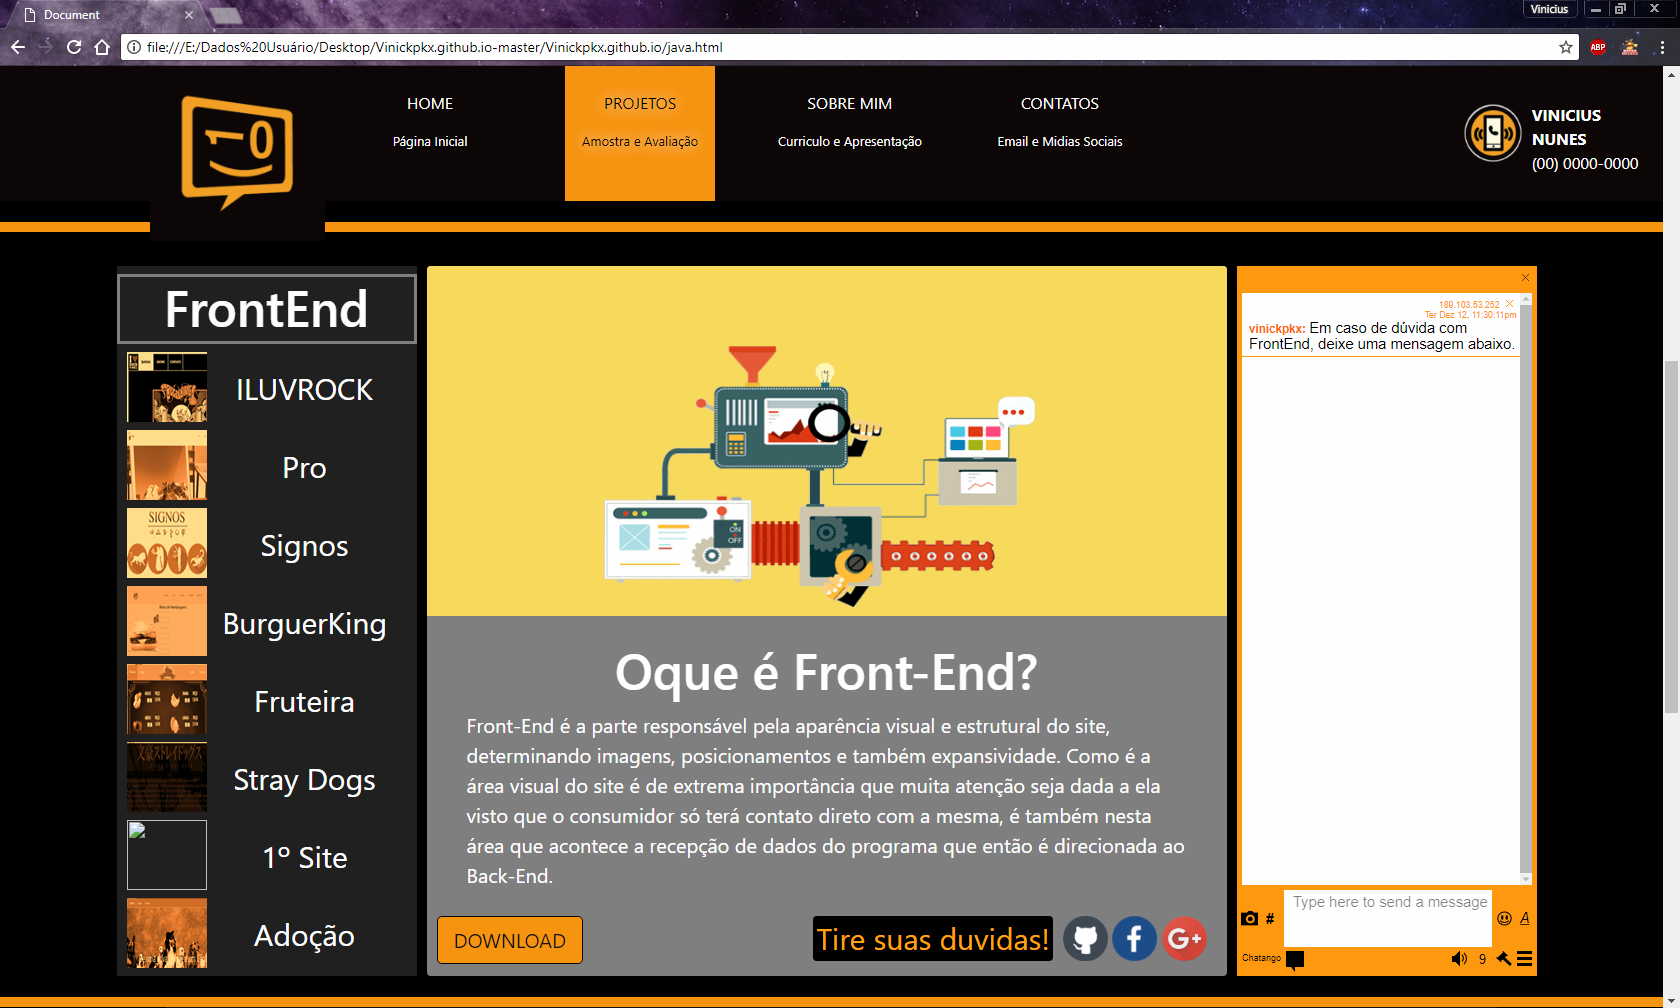 Document
Vinicius
file:///E:/Dados%20Usuário/Desktop/Vinickpkx.github.io-master/Vinickpkx.github.io/java.html
ABP
HOME
Página Inicial
PROJETOS
Amostra e Avaliação
SOBRE MIM
Curriculo e Apresentação
CONTATOS
Email e Midias Sociais
VINICIUS
NUNES
(00) 0000-0000
FrontEnd
ILUVROCK
Pro
SIGNOS
Signos
BurguerKing
Fruteira
Stray Dogs
1º Site
Adoção
ON
OFF
Oque é Front-End?
Front-End é a parte responsável pela aparência visual e estrutural do site,
determinando imagens, posicionamentos e também expansividade. Como é a
área visual do site é de extrema importância que muita atenção seja dada a ela
visto que o consumidor só terá contato direto com a mesma, é também nesta
área que acontece a recepção de dados do programa que então é direcionada ao
Back-End.
DOWNLOAD
Tire suas duvidas!
G+
189.103.53.252
Ter Dez 12, 11:30:11pm
vinickpkx: Em caso de dúvida com
FrontEnd, deixe uma mensagem abaixo.
#
Type here to send a message
A
Chatango
9